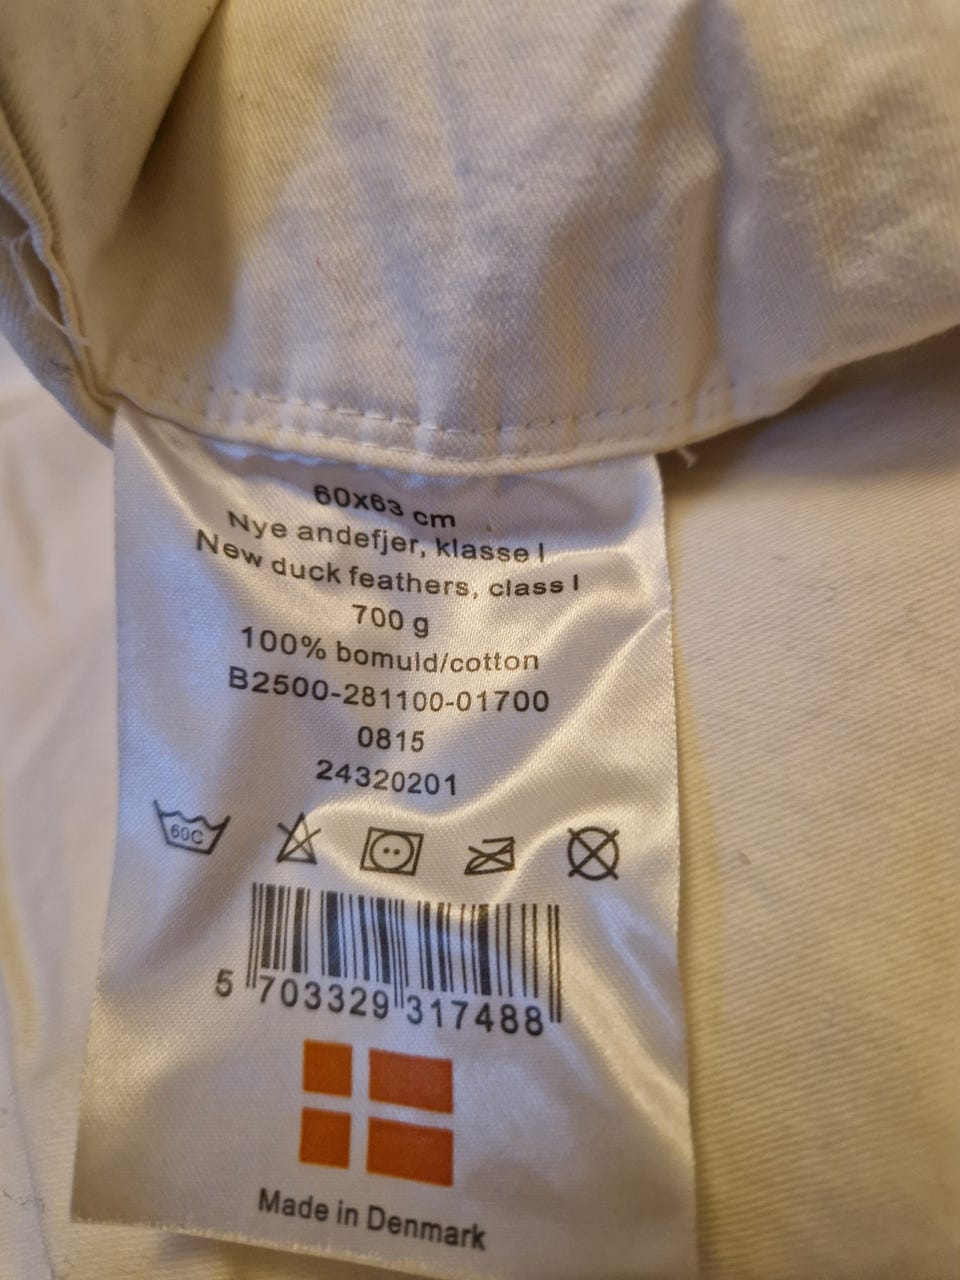 60x63 cm
Nye andefjer, klasse I
New duck feathers, class I
700 g
100% bomuld/cotton
B2500-281100-01700
0815
24320201
60C
5 703329 317488
Made in Denmark